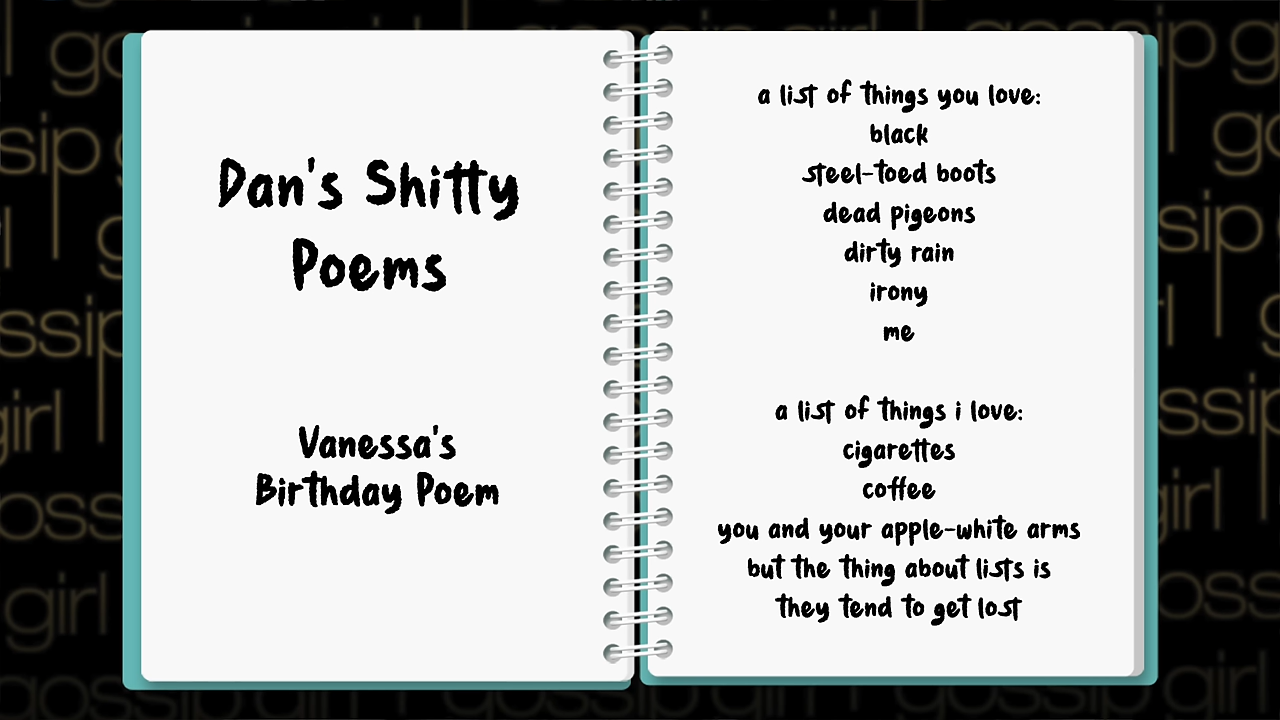 Dan's Shitty
Poems
Vanessa's
Birthday Poem
a list of things you love:
black
steel-toed boots
dead pigeons
dirty rain
irony
me
a list of things i love:
cigarettes
coffee
you and your apple-white arms
but the thing about lists is
they tend to get lost
gossip girl